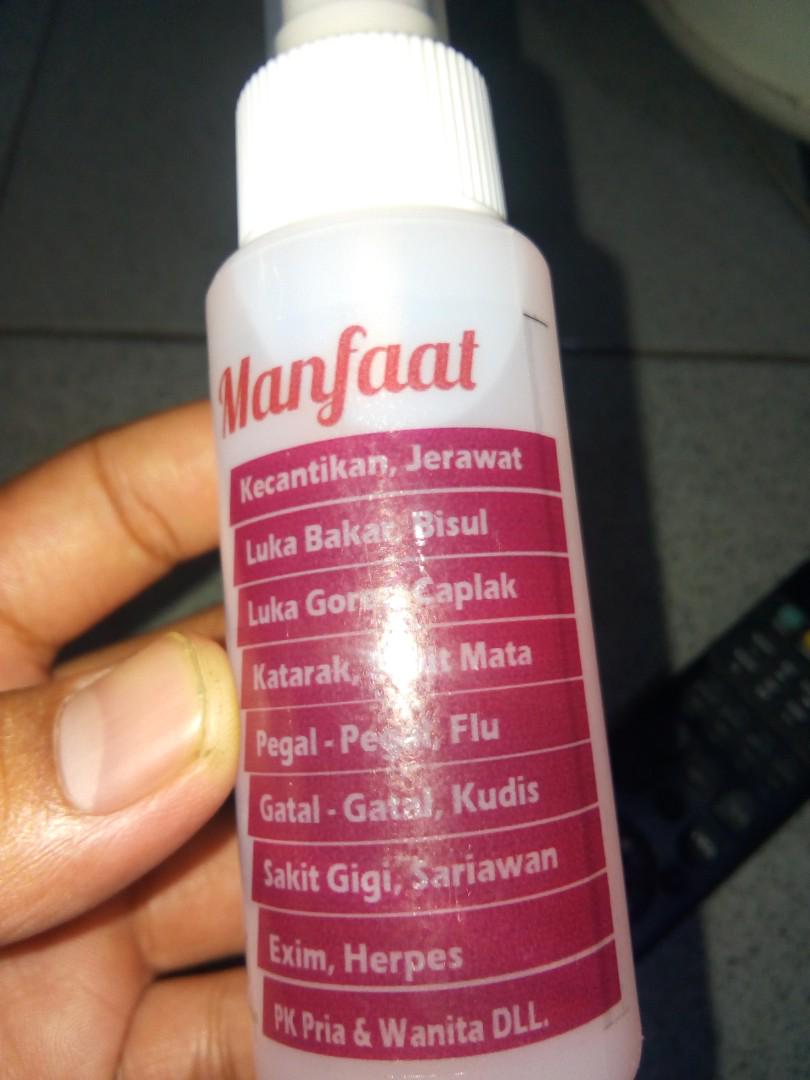 Manfaat
Kecantikan, Jerawat
Luka Bakar, Bisul
Luka Caplak
Katarak, Mata
Pegal - Pegal, Flu
Gatal - Gatal, Kudis
Sakit Gigi, Sariawan
Exim, Herpes
PK Pria & Wanita DLL.